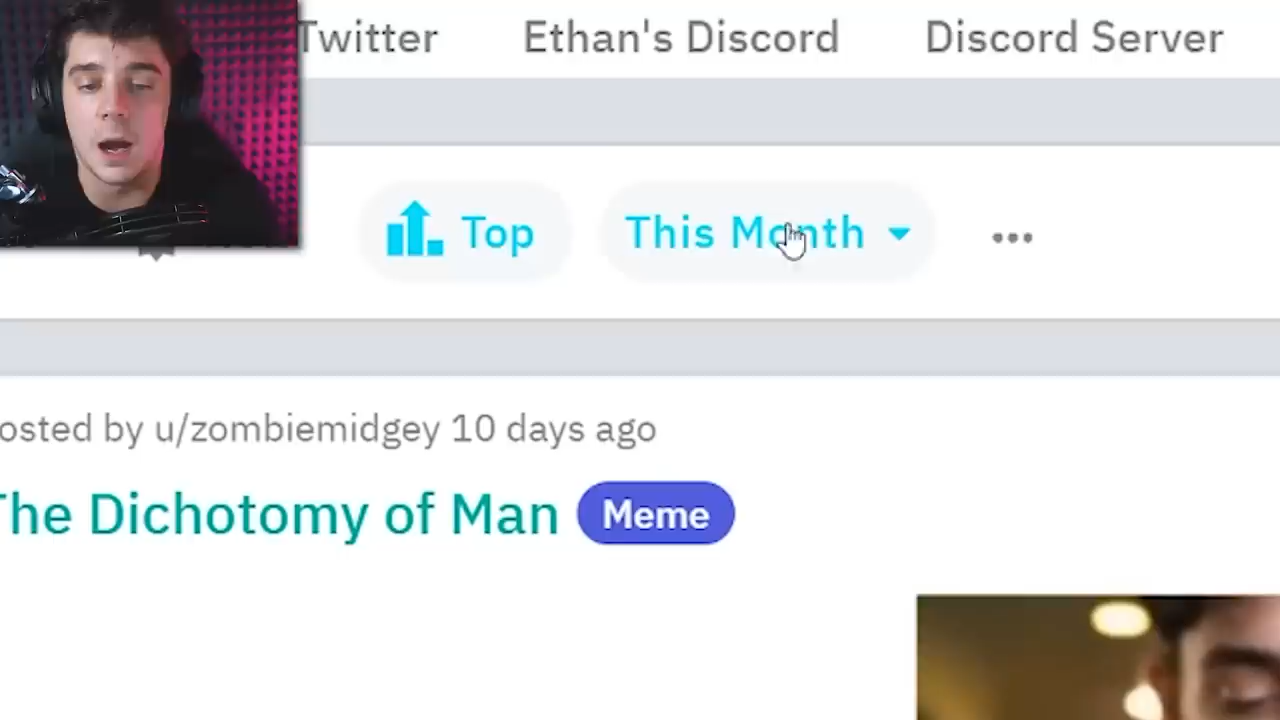 Twitter Ethan's Discord Discord Server
Top This Month
osted by u/zombiemidgey 10 days ago
The Dichotomy of Man Meme